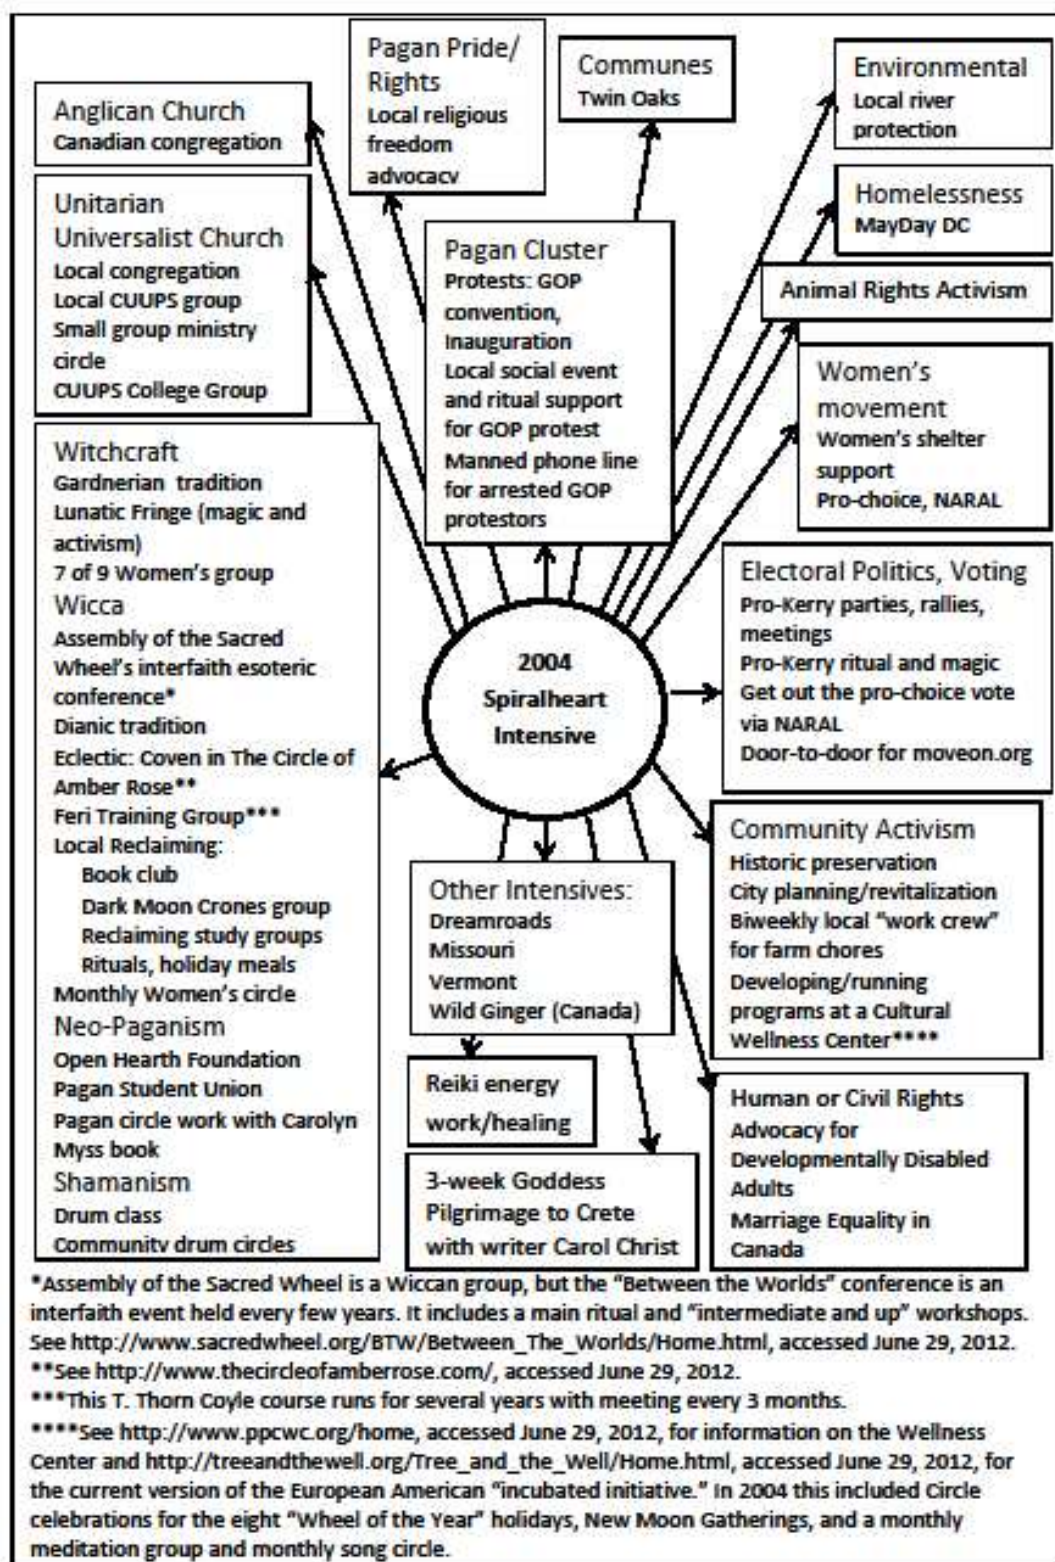 Anglican Church
Canadian congregation
Pagan Pride/
Rights
Local religious
freedom
advocacy
Communes
Twin Oaks
Environmental
Local river
protection
Unitarian
Universalist Church
Local congregation
Local CUUPS group
Small group ministry
circle
CUUPS College Group
Pagan Cluster
Protests: GOP
convention,
Inauguration
Local social event
and ritual support
for GOP protest
Manned phone line
for arrested GOP
protestors
Homelessness
MayDay DC
Animal Rights Activism
Women's
movement
Women's shelter
support
Pro-choice, NARAL
Witchcraft
Gardnerian tradition
Lunatic Fringe (magic and
activism)
7 of 9 Women's group
Wicca
Assembly of the Sacred
Wheel's interfaith esoteric
conference*
Dianic tradition
Eclectic: Coven in The Circle of
Amber Rose**
Feri Training Group***
Local Reclaiming:
Book club
Dark Moon Crones group
Reclaiming study groups
Rituals, holiday meals
Monthly Women's circle
Neo-Paganism
Open Hearth Foundation
Pagan Student Union
Pagan circle work with Carolyn
Myss book
Shamanism
Drum class
Community drum circles
2004
Spiralheart
Intensive
Electoral Politics, Voting
Pro-Kerry parties, rallies,
meetings
Pro-Kerry ritual and magic
Get out the pro-choice vote
via NARAL
Door-to-door for moveon.org
Other Intensives:
Dreamroads
Missouri
Vermont
Wild Ginger (Canada)
Community Activism
Historic preservation
City planning/revitalization
Biweekly local "work crew"
for farm chores
Developing/running
programs at a Cultural
Wellness Center****
Reiki energy
work/healing
3-week Goddess
Pilgrimage to Crete
with writer Carol Christ
Human or Civil Rights
Advocacy for
Developmentally Disabled
Adults
Marriage Equality in
Canada
*Assembly of the Sacred Wheel is a Wiccan group, but the "Between the Worlds" conference is an
interfaith event held every few years. It includes a main ritual and "intermediate and up" workshops.
See http://www.sacredwheel.org/BTW/Between_The_Worlds/Home.html, accessed June 29, 2012.
**See http://www.thecircleofamberrose.com/, accessed June 29, 2012.
***This T. Thorn Coyle course runs for several years with meeting every 3 months.
****See http://www.ppcwc.org/home, accessed June 29, 2012, for information on the Wellness
Center and http://treeandthewell.org/Tree_and_the_Well/Home.html, accessed June 29, 2012, for
the current version of the European American "incubated initiative." In 2004 this included Circle
celebrations for the eight "Wheel of the Year" holidays, New Moon Gatherings, and a monthly
meditation group and monthly song circle.